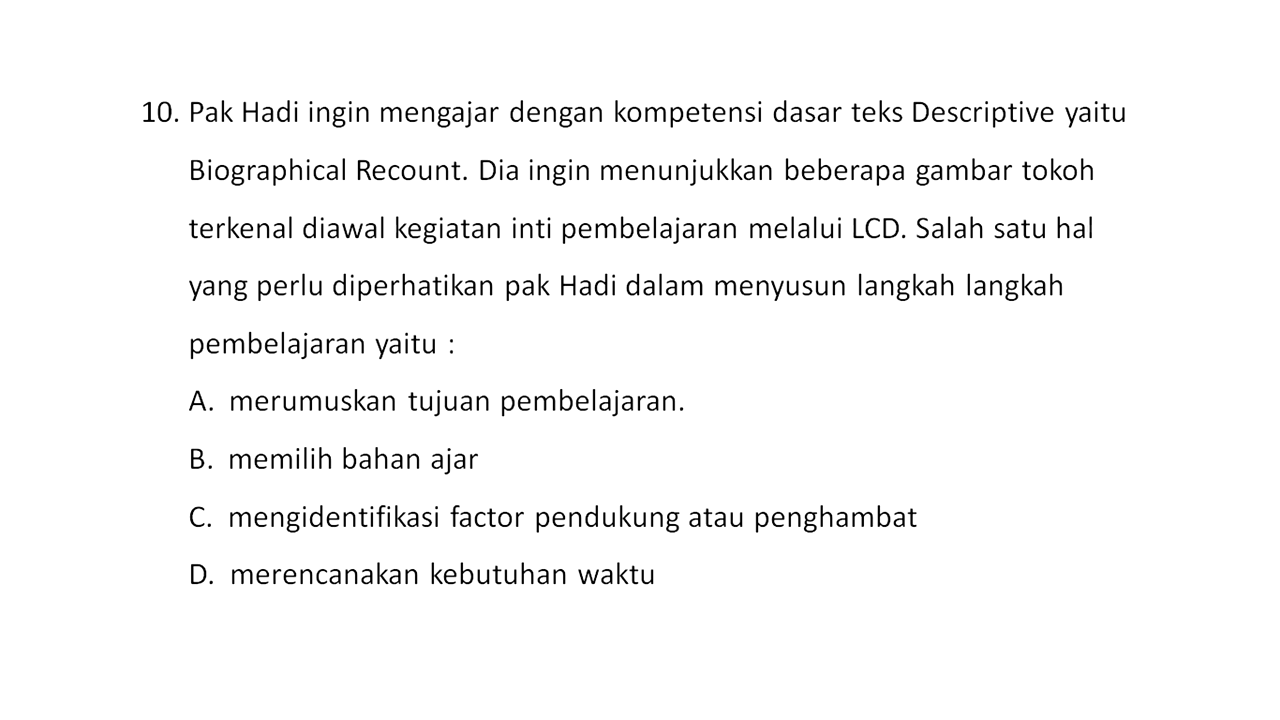 10. Pak Hadi ingin mengajar dengan kompetensi dasar teks Descriptive yaitu
Biographical Recount. Dia ingin menunjukkan beberapa gambar tokoh
terkenal diawal kegiatan inti pembelajaran melalui LCD. Salah satu hal
yang perlu diperhatikan pak Hadi dalam menyusun langkah langkah
pembelajaran yaitu :
A. merumuskan tujuan pembelajaran.
B. memilih bahan ajar
C. mengidentifikasi factor pendukung atau penghambat
D. merencanakan kebutuhan waktu